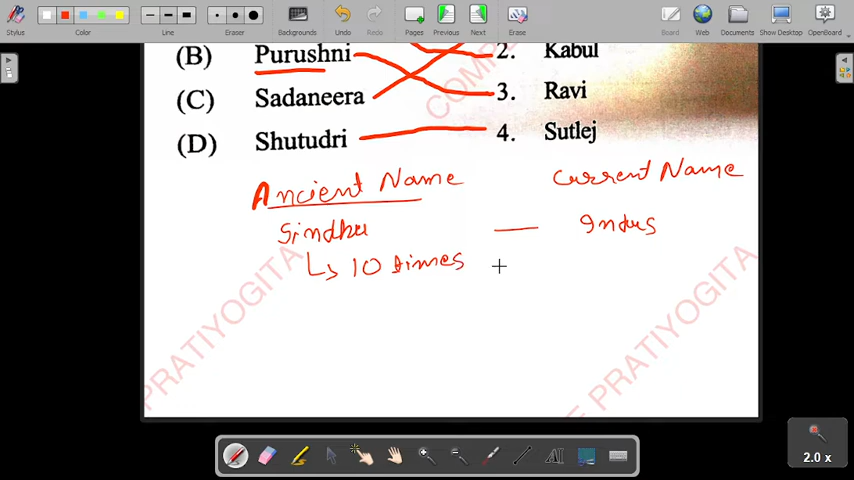 Stylus Color Line Eraser Backgrounds Undo Redo Pages Previous Next Erase Board Web Documents Show Desktop OpenBoard
2. Kabul
(B) Purushni
3. Ravi
(C) Sadaneera
4. Sutlej
(D) Shutudri
Ancient Name current Name
Sindhu — Indus
↳ 10 times
PRATIYOGITA
PRATIYOGITA
2.0 x